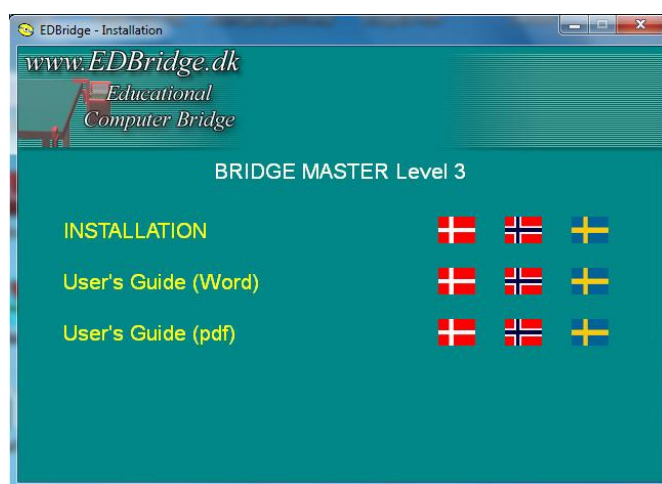 EDBridge - Installation
www.EDBridge.dk
Educational
Computer Bridge
BRIDGE MASTER Level 3
INSTALLATION
User's Guide (Word)
User's Guide (pdf)